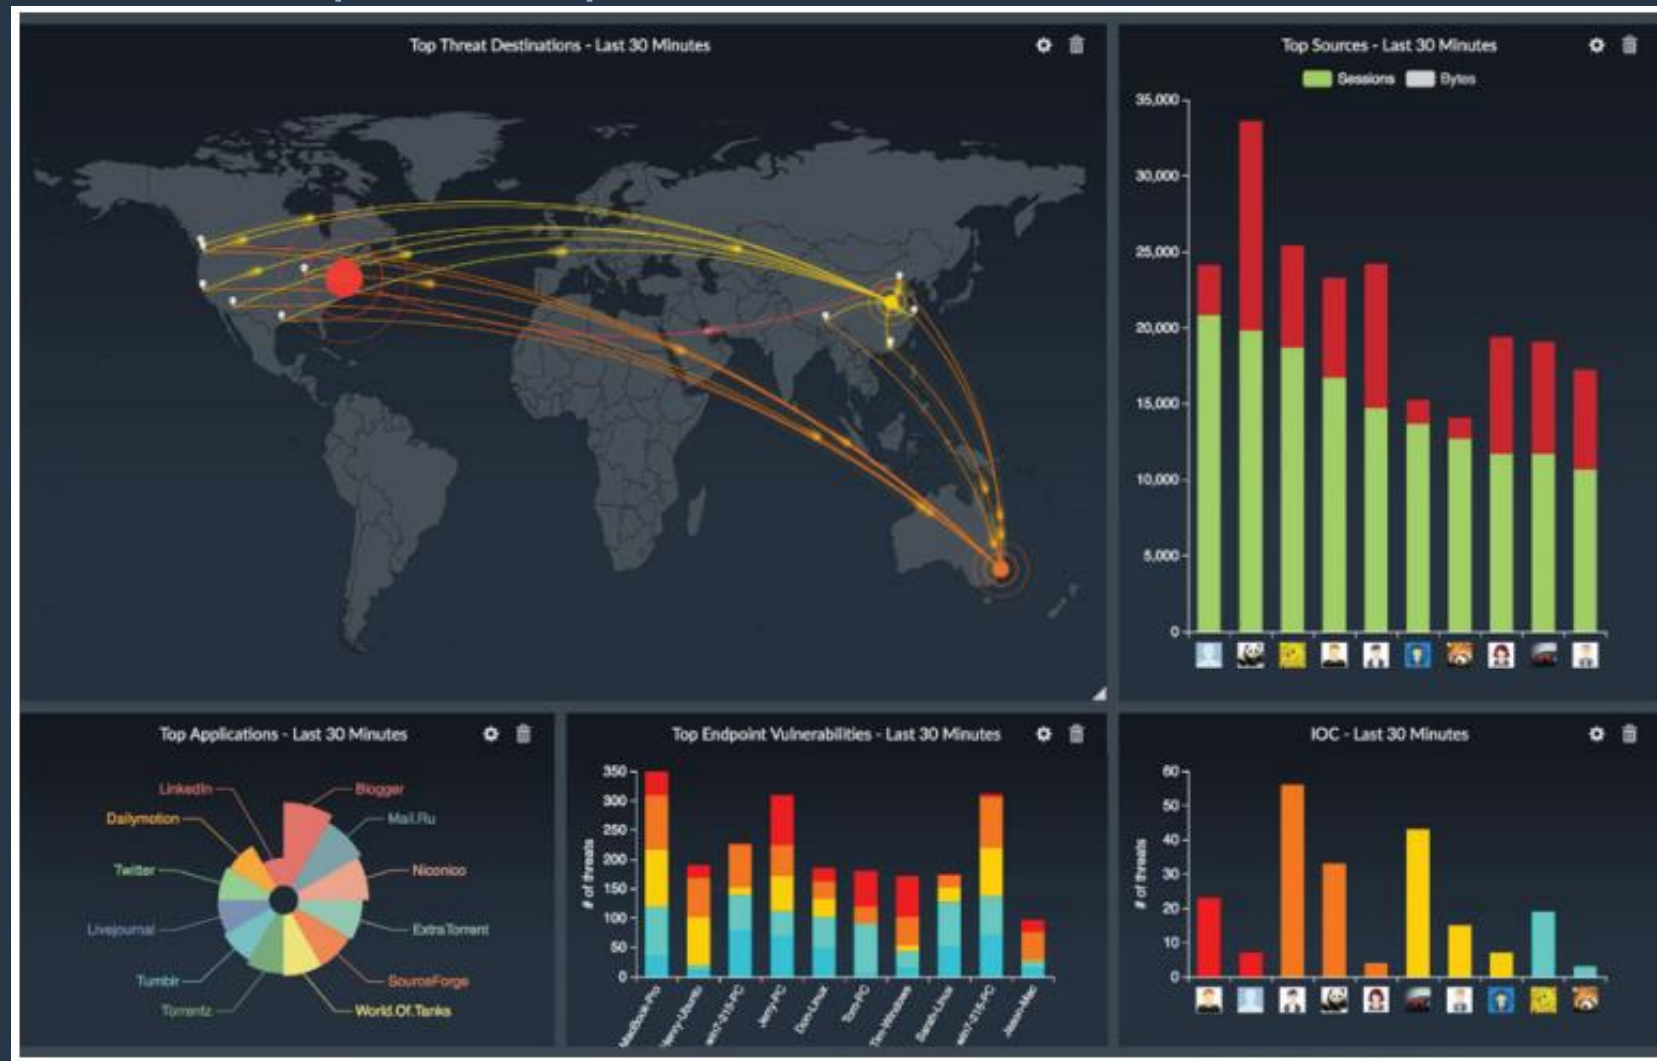 Top Threat Destinations - Last 30 Minutes
Top Sources - Last 30 Minutes
Sessions Bytes
35,000
30,000
25,000
20,000
15,000
10,000
5,000
0
Top Applications - Last 30 Minutes
LinkedIn
Blogger
Dailymotion
Mail.Ru
Twitter
Niconico
Livejournal
ExtraTorrent
Tumblr
SourceForge
Torrentz
World.Of.Tanks
Top Endpoint Vulnerabilities - Last 30 Minutes
# of threats
350
300
250
200
150
100
50
0
MacBook-Pro
Jerry-PC
Don-Linux
Tom-PC
Tim-Windows
Sarah-Linux
Jason-Mac
IOC - Last 30 Minutes
# of threats
60
50
40
30
20
10
0